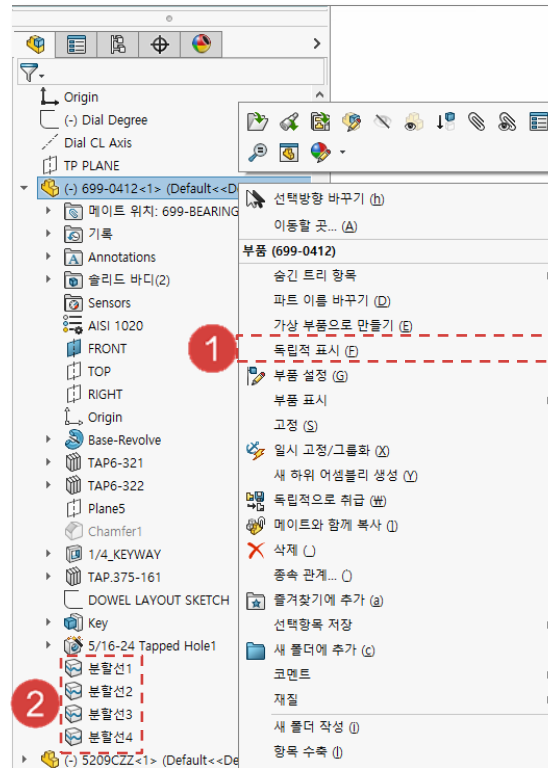 Origin
(-) Dial Degree
Dial CL Axis
TP PLANE
(-) 699-0412<1> (Default<<D
메이트 위치: 699-BEARING
기록
Annotations
솔리드 바디(2)
Sensors
AISI 1020
FRONT
TOP
RIGHT
Origin
Base-Revolve
TAP6-321
TAP6-322
Plane5
Chamfer1
1/4_KEYWAY
TAP.375-161
DOWEL LAYOUT SKETCH
Key
5/16-24 Tapped Hole1
2
분할선1
분할선2
분할선3
분할선4
(-) 5209CZZ<1> (Default<<De
선택방향 바꾸기 (h)
이동할 곳... (A)
부품 (699-0412)
숨긴 트리 항목
파트 이름 바꾸기 (D)
가상 부품으로 만들기 (E)
1
독립적 표시 (F)
부품 설정 (G)
부품 표시
고정 (S)
일시 고정/그룹화 (X)
새 하위 어셈블리 생성 (Y)
독립적으로 취급 (W)
메이트와 함께 복사 (])
삭제 (_)
종속 관계... ()
즐겨찾기에 추가 (a)
선택항목 저장
새 폴더에 추가 (c)
코멘트
재질
새 폴더 작성 (l)
항목 수축 (l)